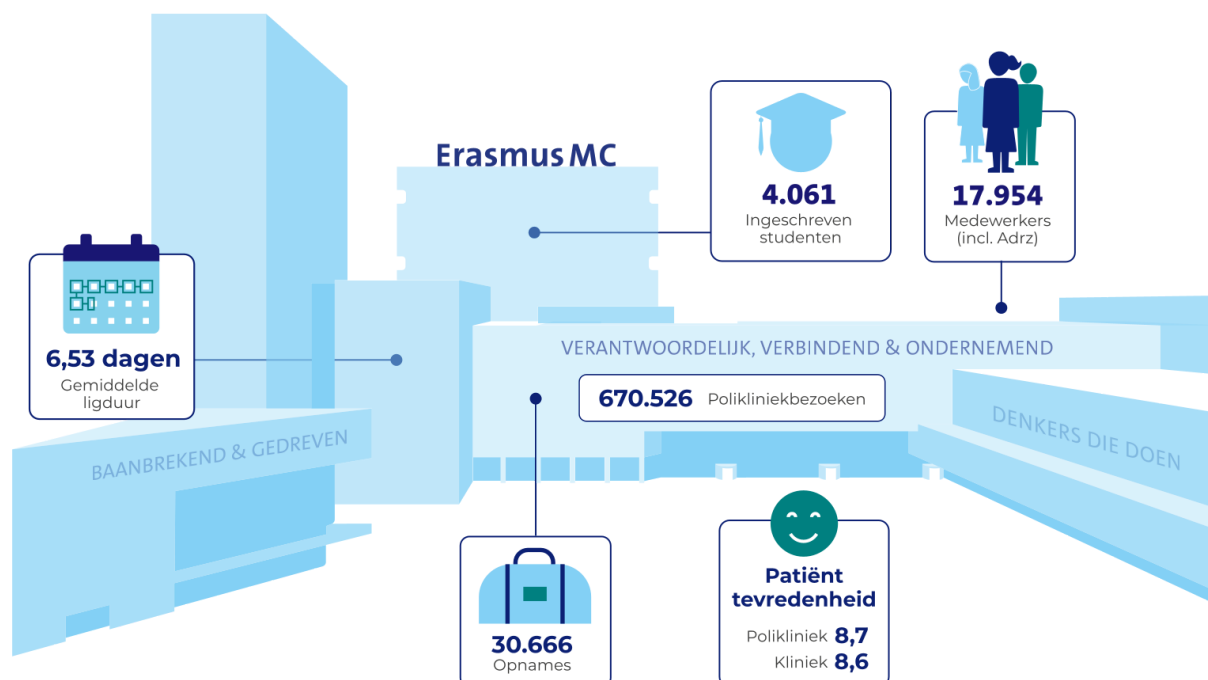 Erasmus MC
4.061
Ingeschreven
studenten
17.954
Medewerkers
(incl. Adrz)
6,53 dagen
Gemiddelde
ligduur
VERANTWOORDELIJK, VERBINDEND & ONDERNEMEND
670.526 Polikliniekbezoeken
BAANBREKEND & GEDREVEN
DENKERS DIE DOEN
30.666
Opnames
Patiënt
tevredenheid
Polikliniek 8,7
Kliniek 8,6